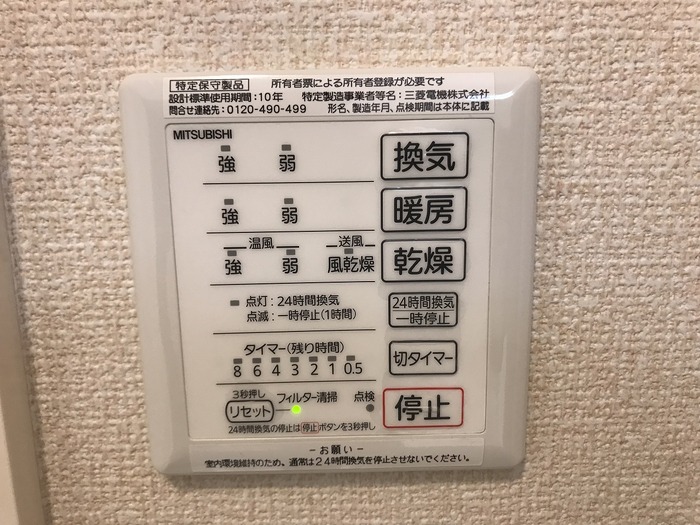 特定保守製品 所有者票による所有者登録が必要です
設計標準使用期間:10年 特定製造事業者等名:三菱電機株式会社
問合せ連絡先:0120-490-499 形名、製造年月、点検期間は本体に記載
MITSUBISHI
強 弱 換気
強 弱 暖房
温風 送風
強 弱 風乾燥 乾燥
点灯:24時間換気
点滅:一時停止(1時間)
24時間換気
一時停止
タイマー(残り時間)
8 6 4 3 2 1 0.5
切タイマー
3秒押し
リセット フィルター清掃 点検
停止
24時間換気の停止は停止ボタンを3秒押し
-お願い-
室内環境維持のため、通常は24時間換気を停止させないでください。